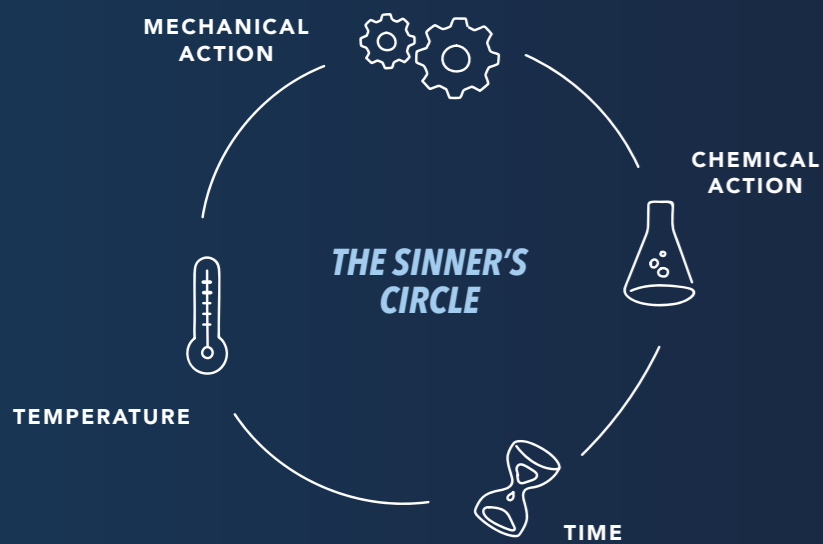 MECHANICAL
ACTION
CHEMICAL
ACTION
THE SINNER'S
CIRCLE
TEMPERATURE
TIME